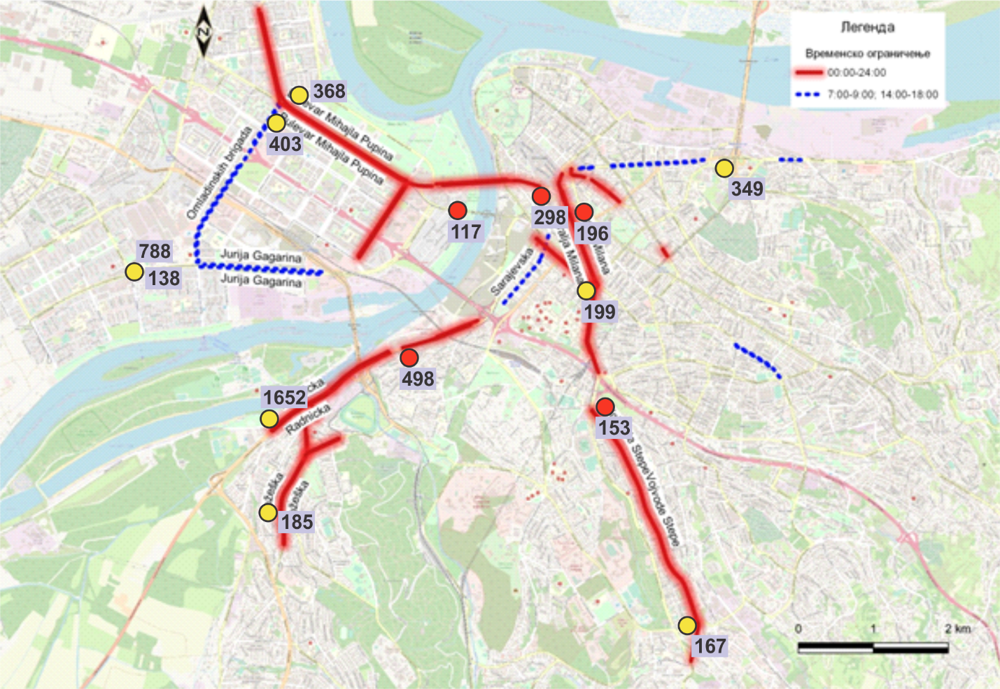 N
Легенда
Временско ограничење
00:00-24:00
7:00-9:00; 14:00-18:00
368
Bulevar Mihajla Pupina
Bulevar Mihajla Pupina
403
Omladinskih brigada
349
298
117
196
Milana
Sarajevska
788
138
Jurija Gagarina
Jurija Gagarina
199
498
1652
Radnicka
153
Vojvode Stepe
185
167
0 1 2 km